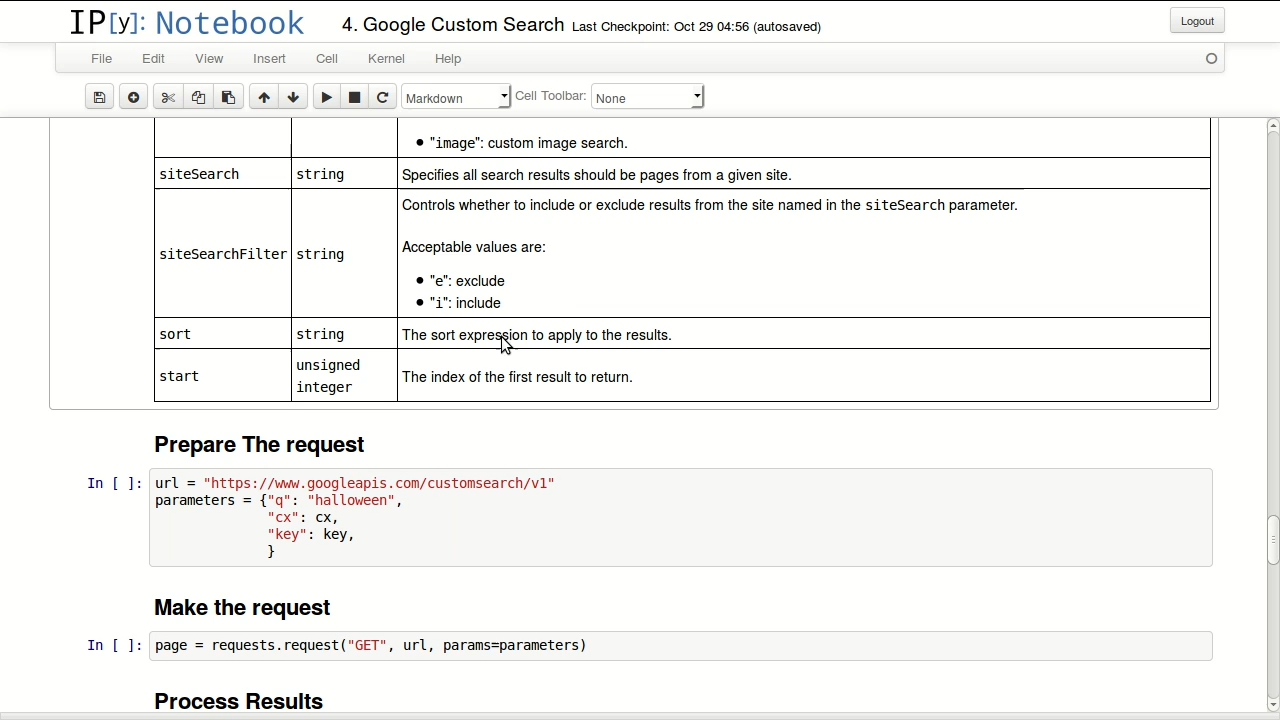 IP[y]: Notebook 4. Google Custom Search Last Checkpoint: Oct 29 04:56 (autosaved) Logout
File Edit View Insert Cell Kernel Help
Markdown Cell Toolbar: None
● "image": custom image search.
siteSearch string Specifies all search results should be pages from a given site.
siteSearchFilter string Controls whether to include or exclude results from the site named in the siteSearch parameter.
Acceptable values are:
● "e": exclude
● "i": include
sort string The sort expression to apply to the results.
start unsigned integer The index of the first result to return.
Prepare The request
In [ ]: url = "https://www.googleapis.com/customsearch/v1"
parameters = {"q": "halloween",
"cx": cx,
"key": key,
}
Make the request
In [ ]: page = requests.request("GET", url, params=parameters)
Process Results